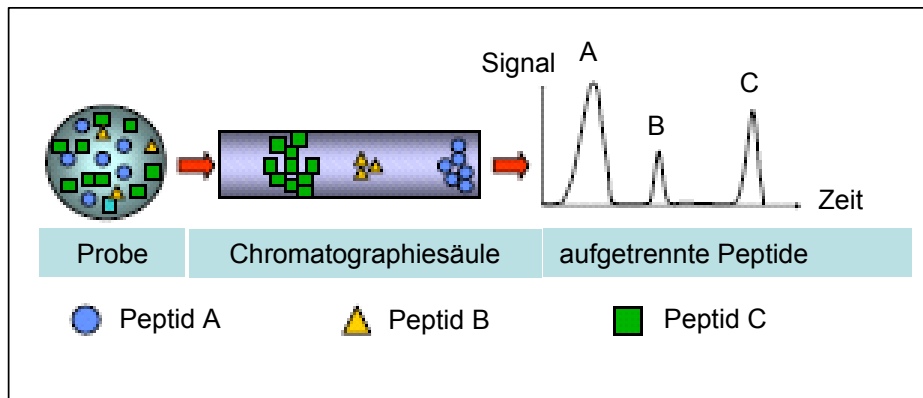 A
Signal
C
B
Zeit
Probe Chromatographiesäule aufgetrennte Peptide
Peptid A Peptid B Peptid C